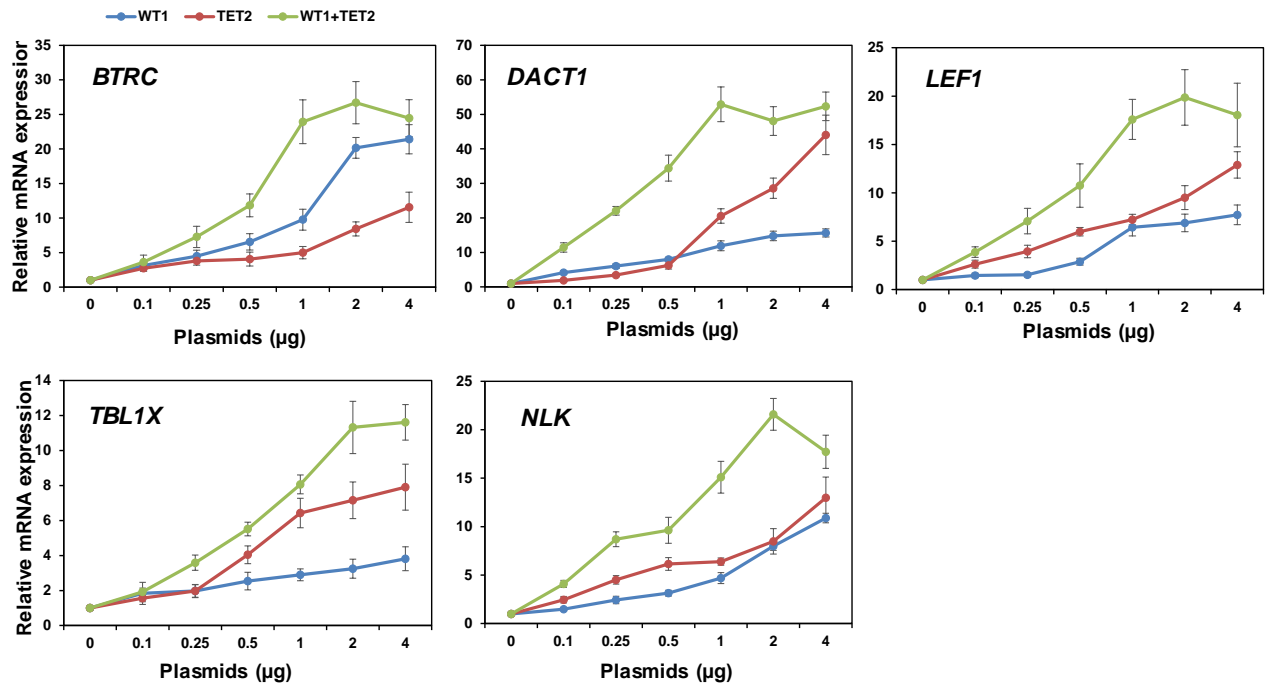 WT1 TET2 WT1+TET2
BTRC
Relative mRNA expression
35
30
25
20
15
10
5
0
0 0.1 0.25 0.5 1 2 4
Plasmids (µg)
DACT1
70
60
50
40
30
20
10
0
0 0.1 0.25 0.5 1 2 4
Plasmids (µg)
LEF1
25
20
15
10
5
0
0 0.1 0.25 0.5 1 2 4
Plasmids (µg)
TBL1X
Relative mRNA expression
14
12
10
8
6
4
2
0
0 0.1 0.25 0.5 1 2 4
Plasmids (µg)
NLK
25
20
15
10
5
0
0 0.1 0.25 0.5 1 2 4
Plasmids (µg)